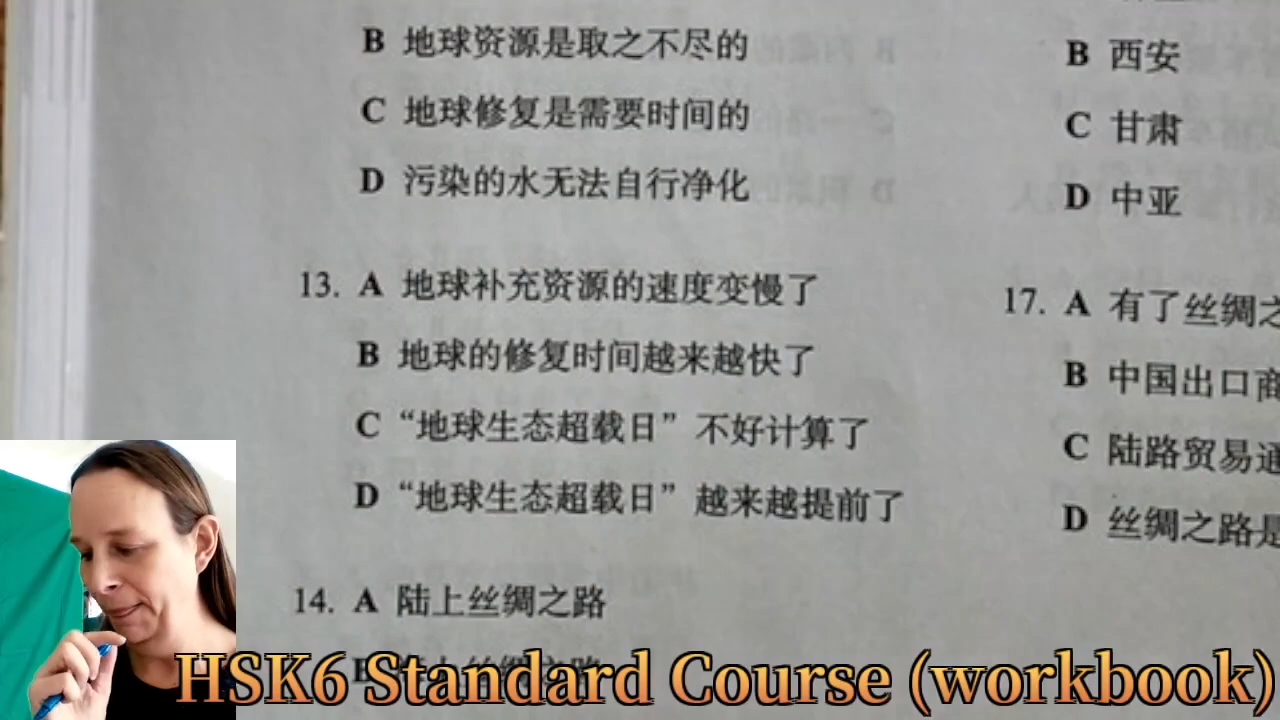 B 地球资源是取之不尽的
C 地球修复是需要时间的
D 污染的水无法自行净化
13. A 地球补充资源的速度变慢了
B 地球的修复时间越来越快了
C “地球生态超载日”不好计算了
D “地球生态超载日”越来越提前了
14. A 陆上丝绸之路
B 西安
C 甘肃
D 中亚
17. A 有了丝绸之
B 中国出口商
C 陆路贸易通
D 丝绸之路是
HSK6 Standard Course (workbook)